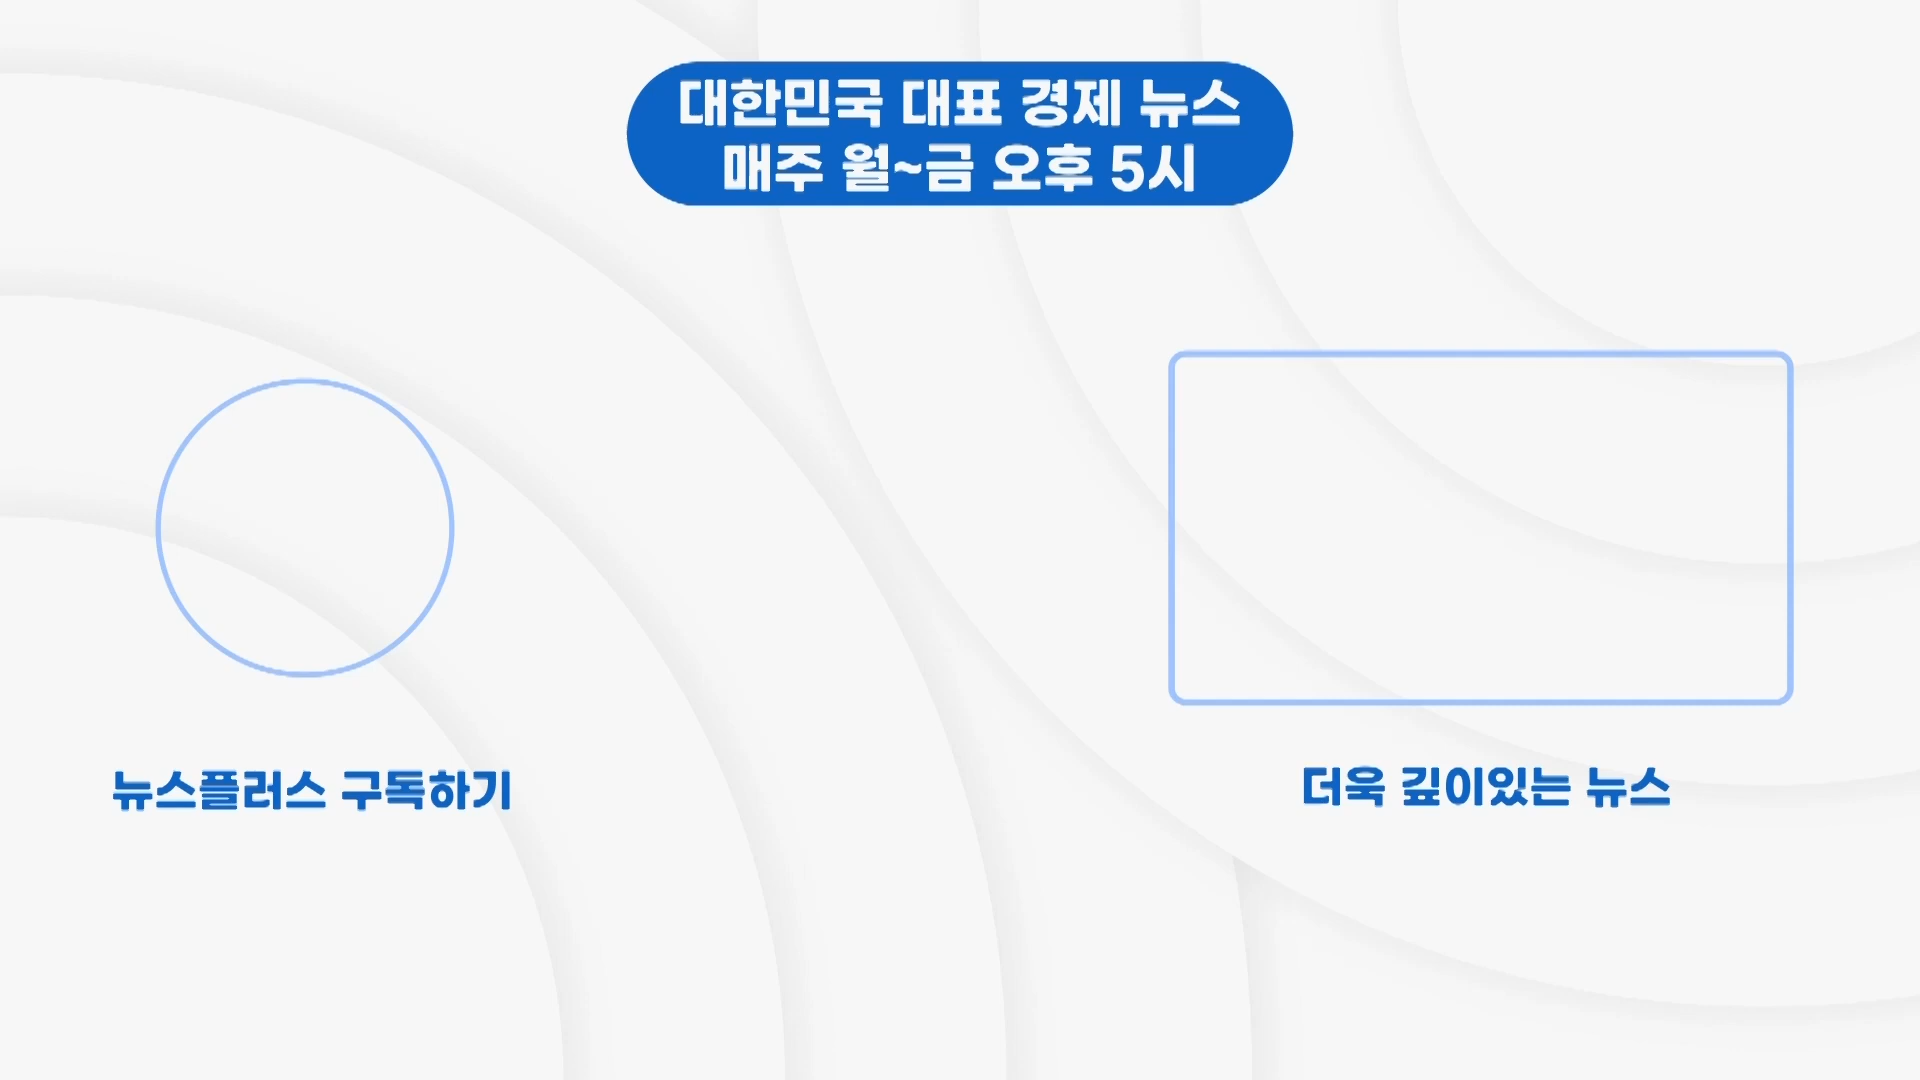 대한민국 대표 경제 뉴스
매주 월~금 오후 5시
뉴스플러스 구독하기
더욱 깊이있는 뉴스